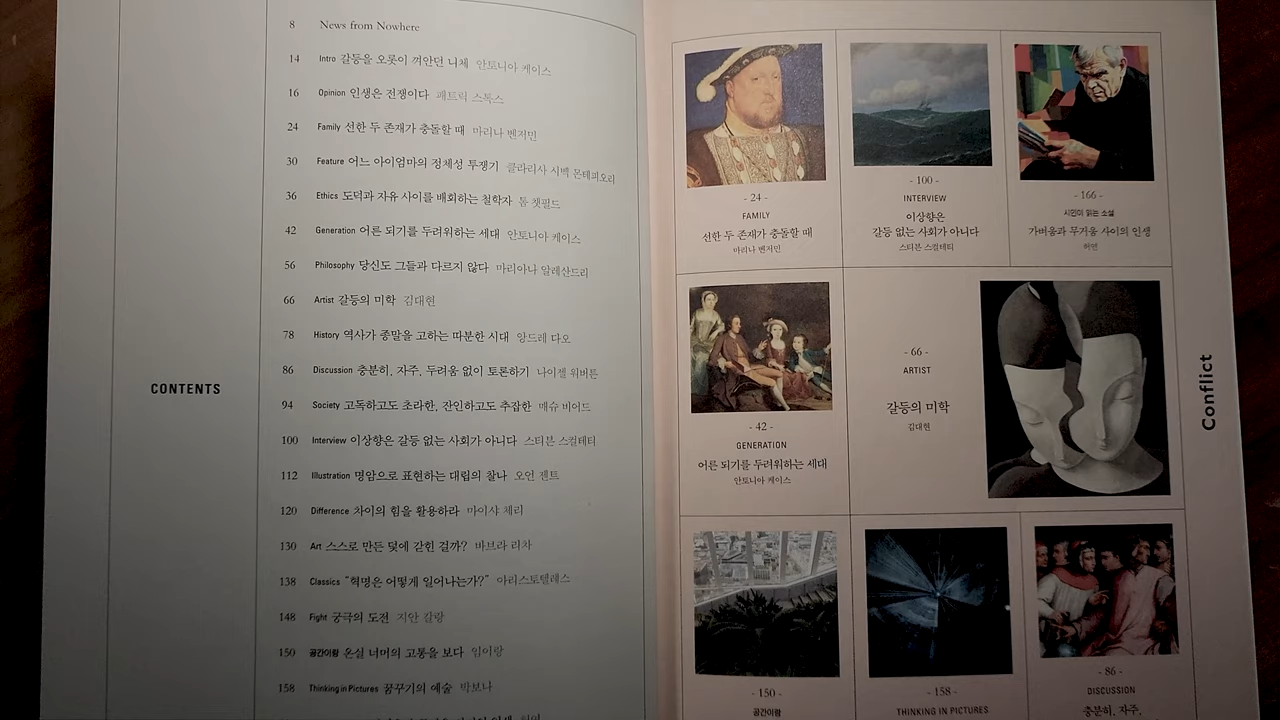 CONTENTS
8 News from Nowhere
14 Intro 갈등을 오롯이 껴안던 니체 안토니아 케이스
16 Opinion 인생은 전쟁이다 패트릭 스톡스
24 Family 선한 두 존재가 충돌할 때 마리나 벤저민
30 Feature 어느 아이엄마의 정체성 투쟁기 클라리사 시백 몬테피오리
36 Ethics 도덕과 자유 사이를 배회하는 철학자 톰 챗필드
42 Generation 어른 되기를 두려워하는 세대 안토니아 케이스
56 Philosophy 당신도 그들과 다르지 않다 마리아나 알레산드리
66 Artist 갈등의 미학 김대현
78 History 역사가 종말을 고하는 따분한 시대 앙드레 다오
86 Discussion 충분히, 자주, 두려움 없이 토론하기 나이젤 워버튼
94 Society 고독하고도 초라한, 잔인하고도 추잡한 매슈 비어드
100 Interview 이상향은 갈등 없는 사회가 아니다 스티븐 스컬테티
112 Illustration 명암으로 표현하는 대립의 찰나 오언 젠트
120 Difference 차이의 힘을 활용하라 마이샤 체리
130 Art 스스로 만든 덫에 갇힌 걸까? 바브라 리차
138 Classics “혁명은 어떻게 일어나는가?” 아리스토텔레스
148 Fight 궁극의 도전 지안 갈랑
150 공간이람 온실 너머의 고통을 보다 임이랑
158 Thinking in Pictures 꿈꾸기의 예술 박보나
- 24 -
FAMILY
선한 두 존재가 충돌할 때
마리나 벤저민
- 100 -
INTERVIEW
이상향은
갈등 없는 사회가 아니다
스티븐 스컬테티
- 166 -
시민이 읽는 소설
가벼움과 무거움 사이의 인생
허먼
- 42 -
GENERATION
어른 되기를 두려워하는 세대
안토니아 케이스
- 66 -
ARTIST
갈등의 미학
김대현
- 150 -
공간이람
- 158 -
THINKING IN PICTURES
- 86 -
DISCUSSION
충분히, 자주,
Conflict